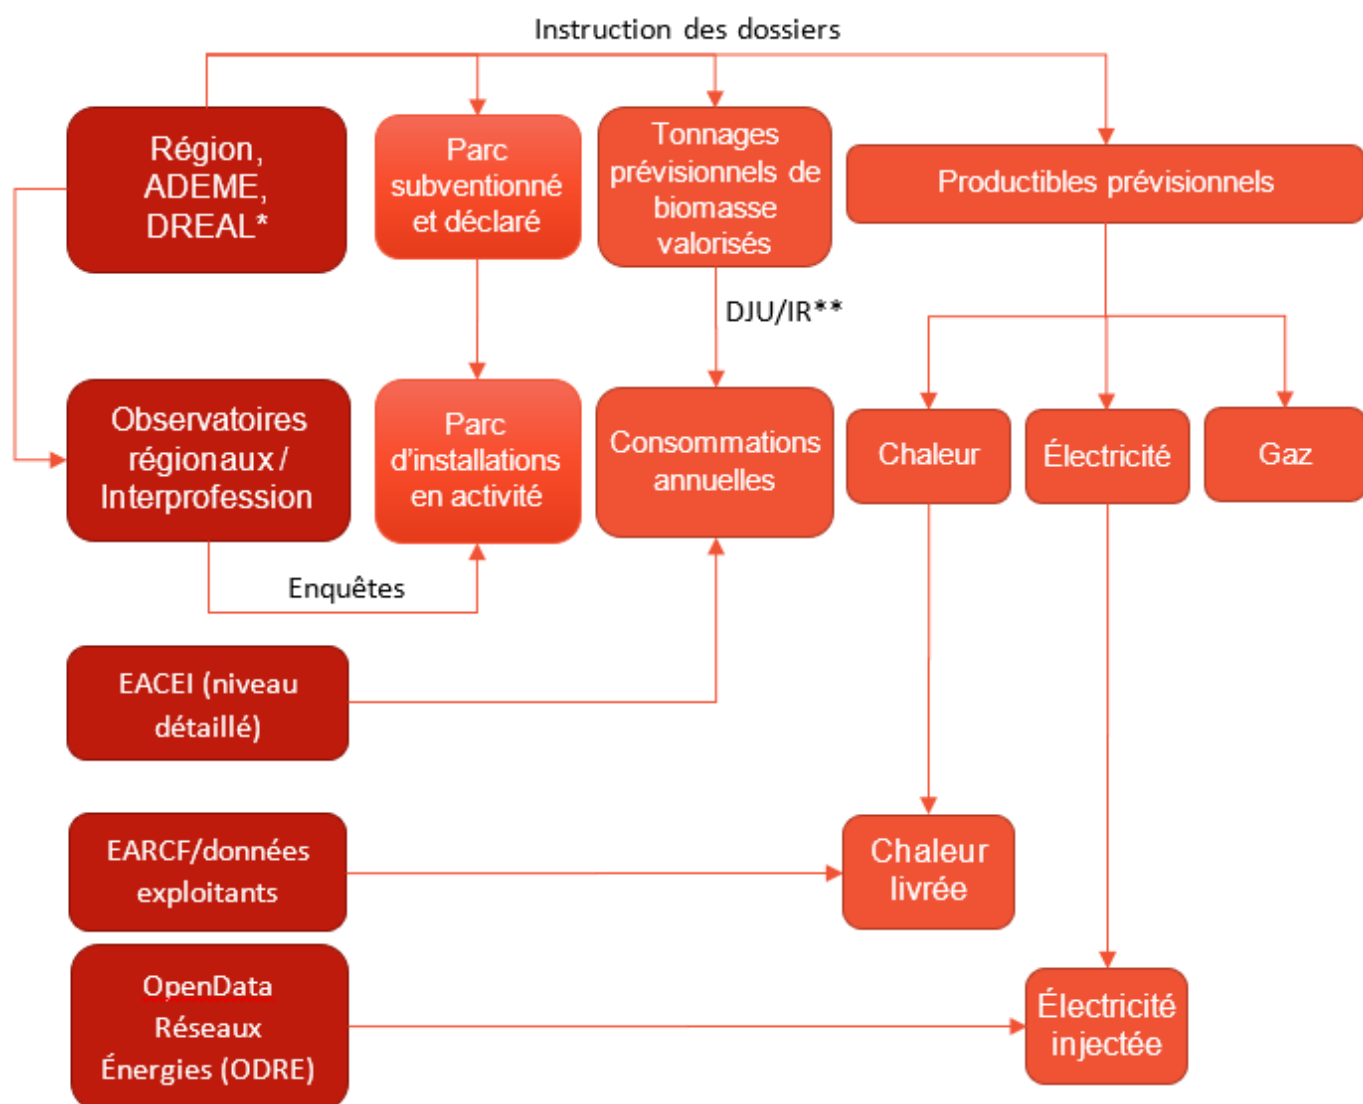 Instruction des dossiers
Région,
ADEME,
DREAL*
Parc
subventionné
et déclaré
Tonnages
prévisionnels de
biomasse
valorisés
Productibles prévisionnels
DJU/IR**
Observatoires
régionaux /
Interprofession
Parc
d'installations
en activité
Consommations
annuelles
Chaleur
Électricité
Gaz
Enquêtes
EACEI (niveau
détaillé)
EARCF/données
exploitants
Chaleur
livrée
OpenData
Réseaux
Énergies (ODRE)
Électricité
injectée